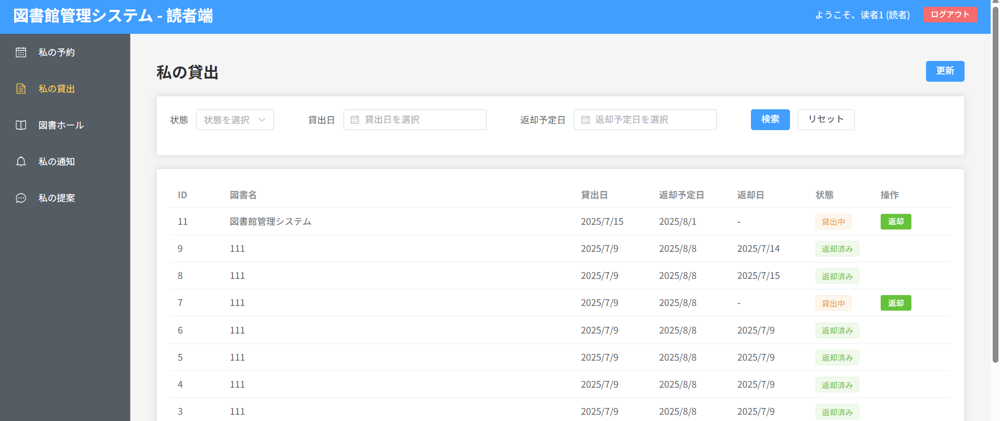 図書館管理システム - 読者端
ようこそ、读者1 (読者)
ログアウト
私の予約
私の貸出
図書ホール
私の通知
私の提案
私の貸出
更新
状態 状態を選択 貸出日 貸出日を選択 返却予定日 返却予定日を選択 検索 リセット
ID 図書名 貸出日 返却予定日 返却日 状態 操作
11 図書館管理システム 2025/7/15 2025/8/1 - 貸出中 返却
9 111 2025/7/9 2025/8/8 2025/7/14 返却済み
8 111 2025/7/9 2025/8/8 2025/7/15 返却済み
7 111 2025/7/9 2025/8/8 - 貸出中 返却
6 111 2025/7/9 2025/8/8 2025/7/9 返却済み
5 111 2025/7/9 2025/8/8 2025/7/9 返却済み
4 111 2025/7/9 2025/8/8 2025/7/9 返却済み
3 111 2025/7/9 2025/8/8 2025/7/9 返却済み